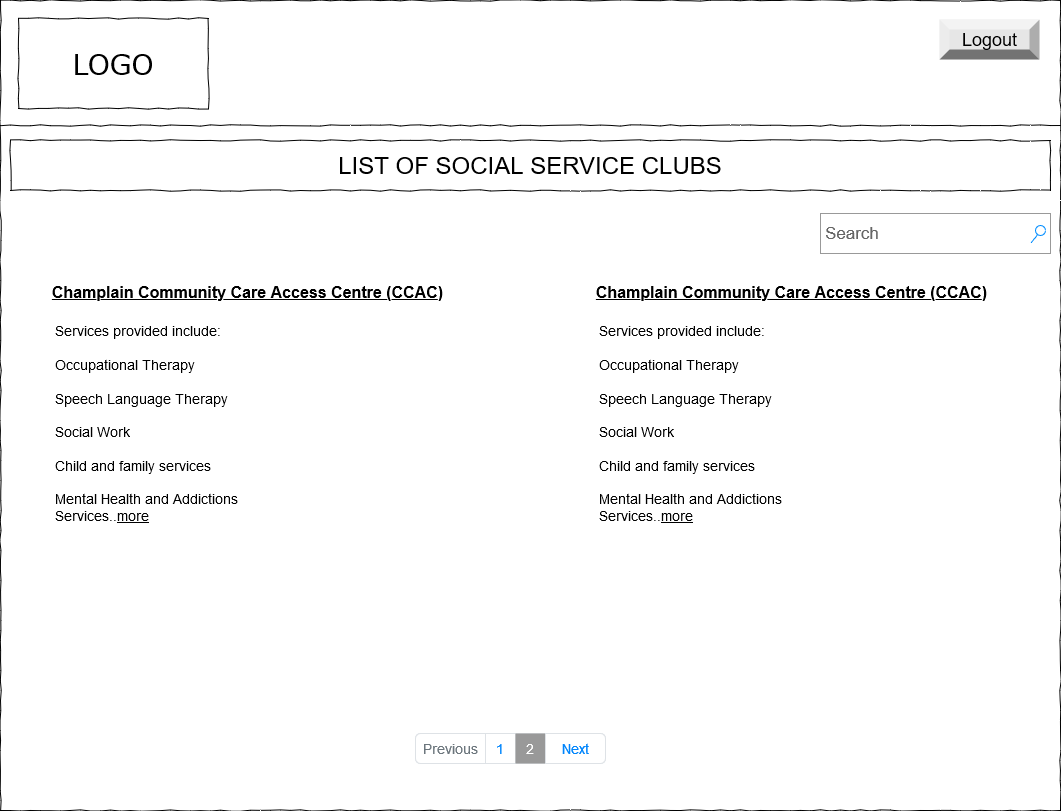 LOGO
Logout
LIST OF SOCIAL SERVICE CLUBS
Search
Champlain Community Care Access Centre (CCAC)
Services provided include:
Occupational Therapy
Speech Language Therapy
Social Work
Child and family services
Mental Health and Addictions
Services..more
Champlain Community Care Access Centre (CCAC)
Services provided include:
Occupational Therapy
Speech Language Therapy
Social Work
Child and family services
Mental Health and Addictions
Services..more
Previous 1 2 Next